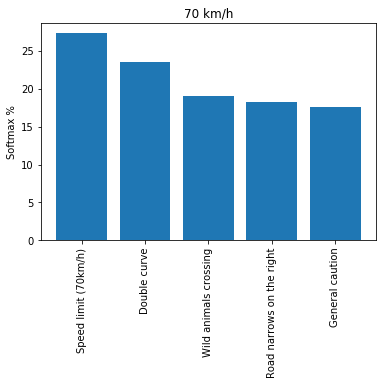 70 km/h
Softmax %
25
20
15
10
5
0
Speed limit (70km/h)
Double curve
Wild animals crossing
Road narrows on the right
General caution